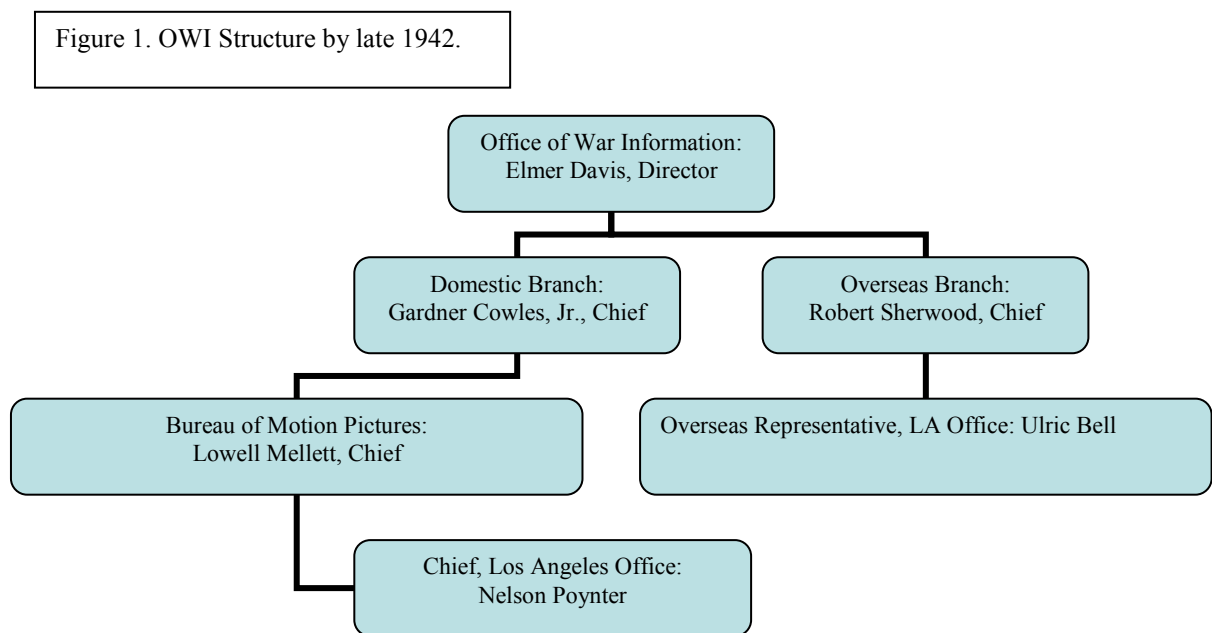 Figure 1. OWI Structure by late 1942.
Office of War Information:
Elmer Davis, Director
Domestic Branch:
Gardner Cowles, Jr., Chief
Overseas Branch:
Robert Sherwood, Chief
Bureau of Motion Pictures:
Lowell Mellett, Chief
Overseas Representative, LA Office: Ulric Bell
Chief, Los Angeles Office:
Nelson Poynter